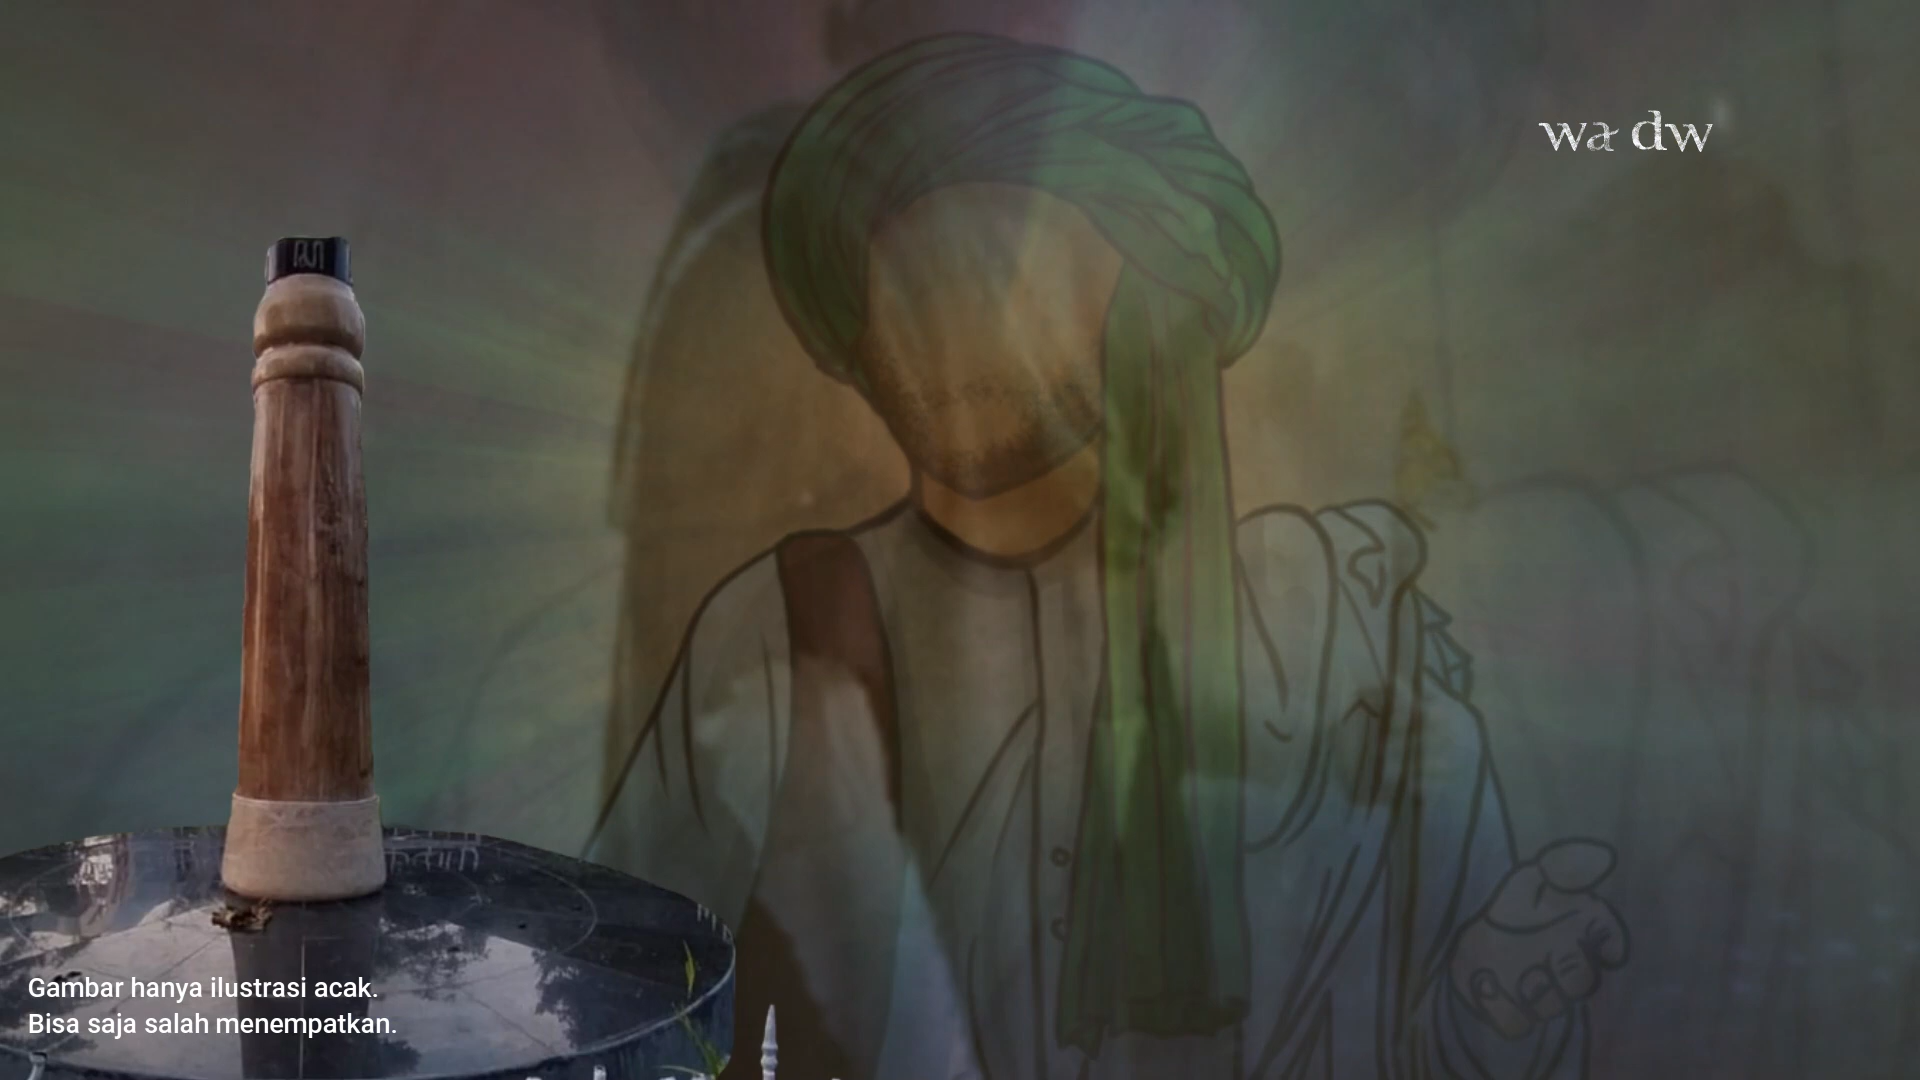 wa dw
Gambar hanya ilustrasi acak.
Bisa saja salah menempatkan.